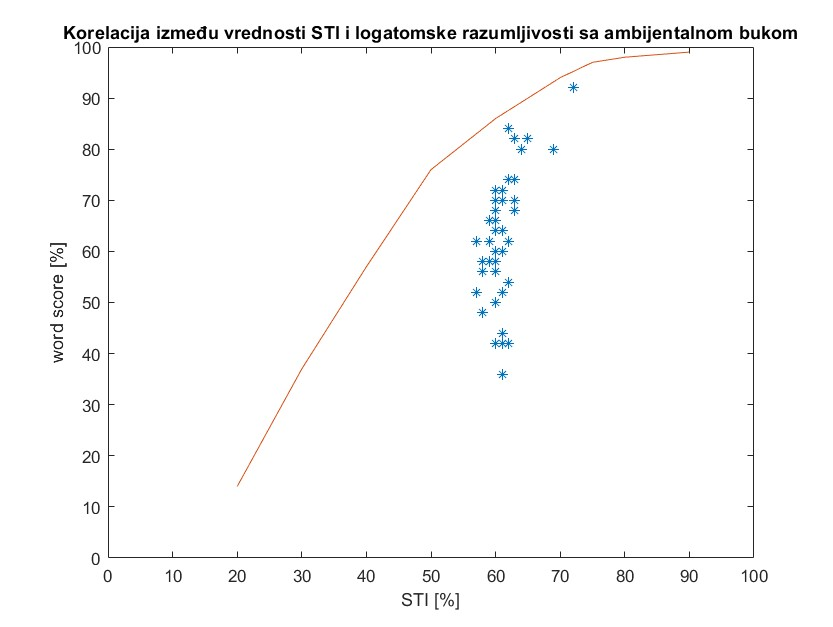 Korelacija između vrednosti STI i logatomske razumljivosti sa ambijentalnom bukom
100
90
80
70
60
50
40
30
20
10
0
word score [%]
0 10 20 30 40 50 60 70 80 90 100
STI [%]